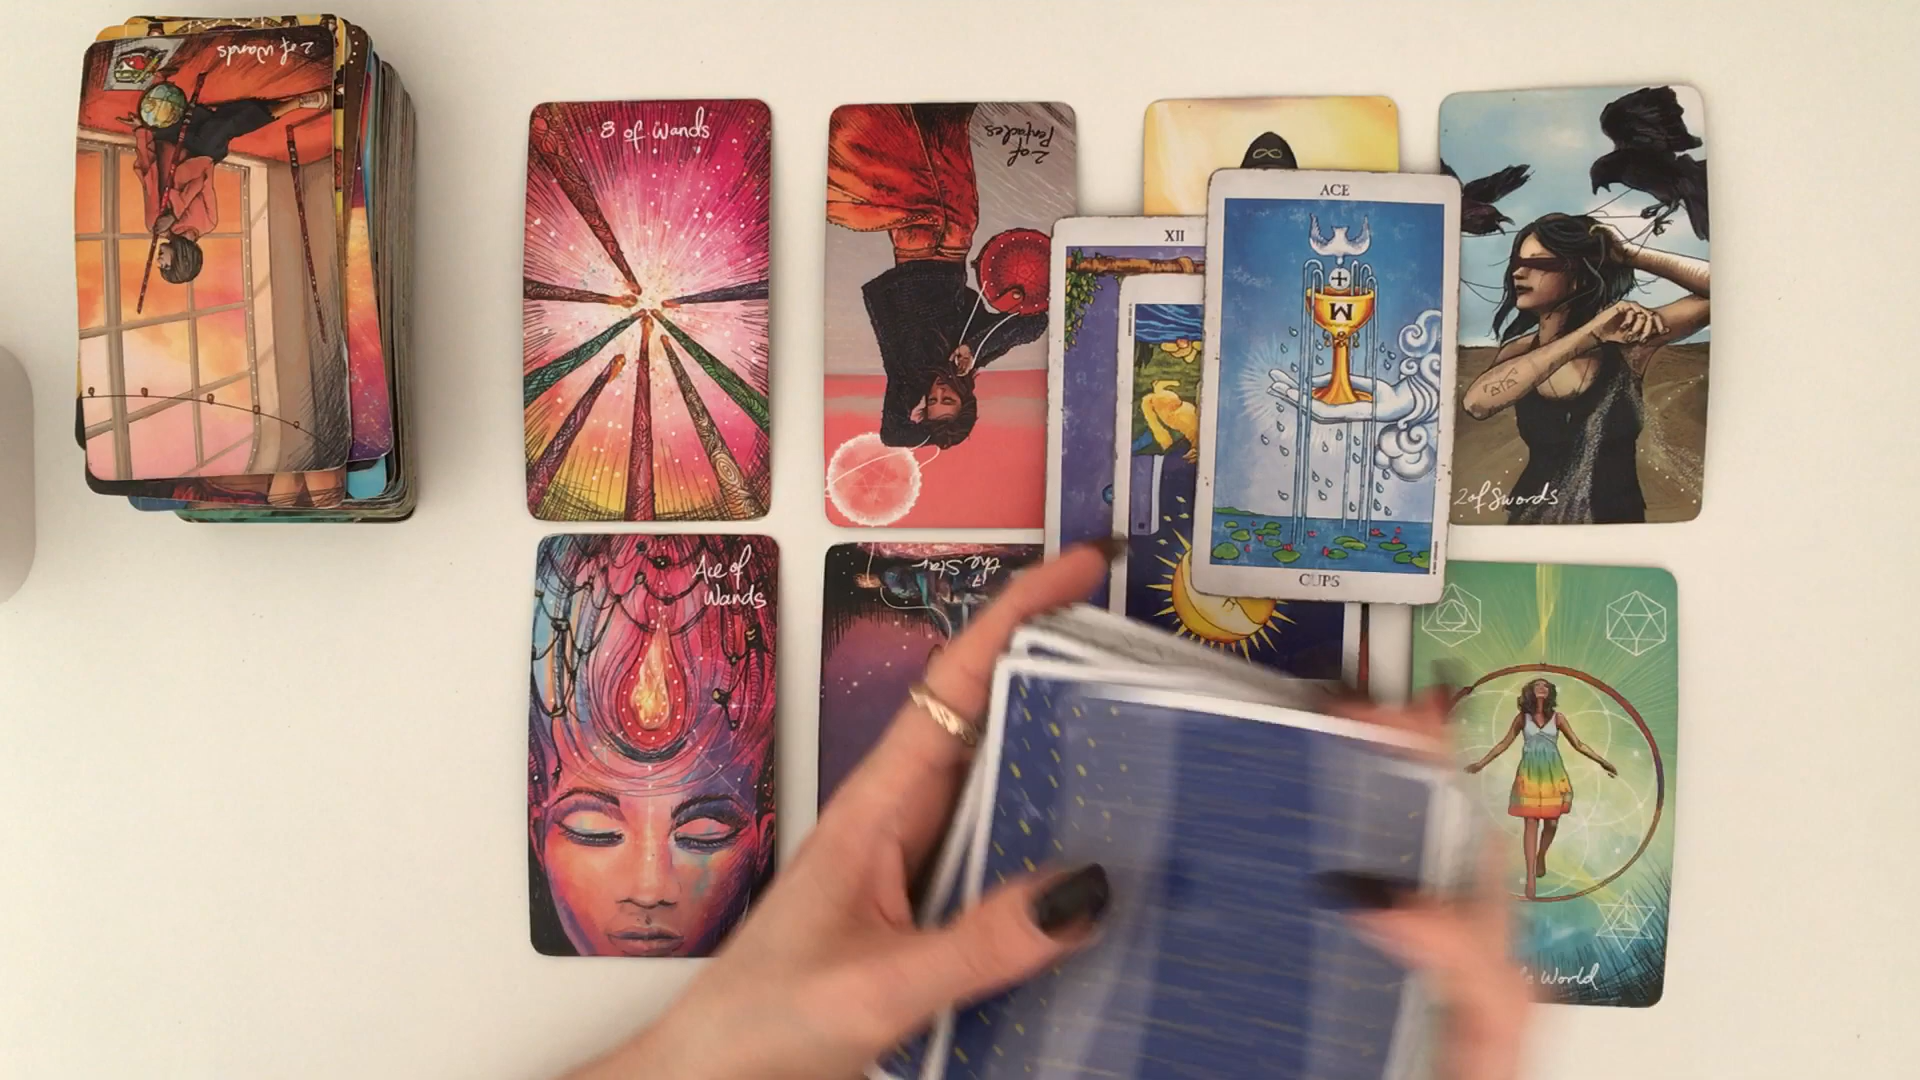 2 of Wands
8 of Wands
2 of
Pentacles
XII
ACE
CUPS
2 of Swords
Ace of
Wands
17
the Star
World